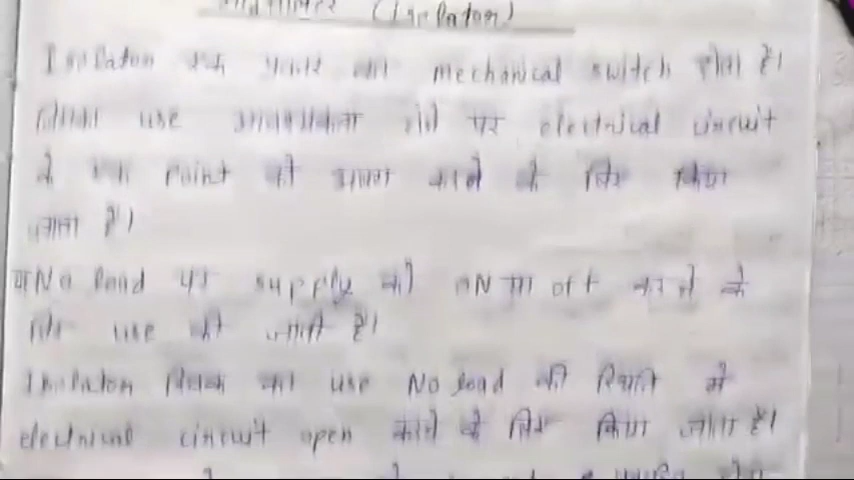 (Isolator)
Isolator एक प्रकार का mechanical switch होता है।
जिसका use आवश्यकता होने पर electrical circuit
के एक Point को अलग करने के लिए किया
जाता है।
या No load पर supply को ON या off करने के
लिए use की जाती है।
Isolator स्विच का use No load की स्थिति में
electrical circuit open करने के लिए किया जाता है।